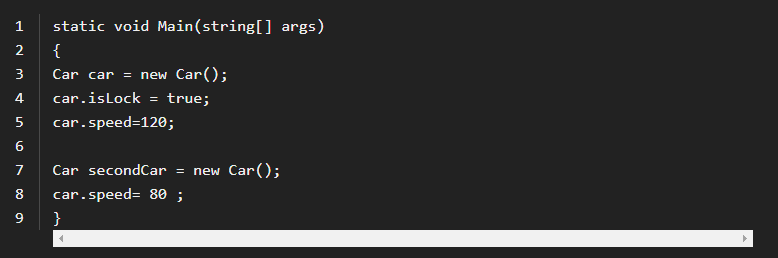 1 static void Main(string[] args)
2 {
3 Car car = new Car();
4 car.isLock = true;
5 car.speed=120;
6
7 Car secondCar = new Car();
8 car.speed= 80 ;
9 }